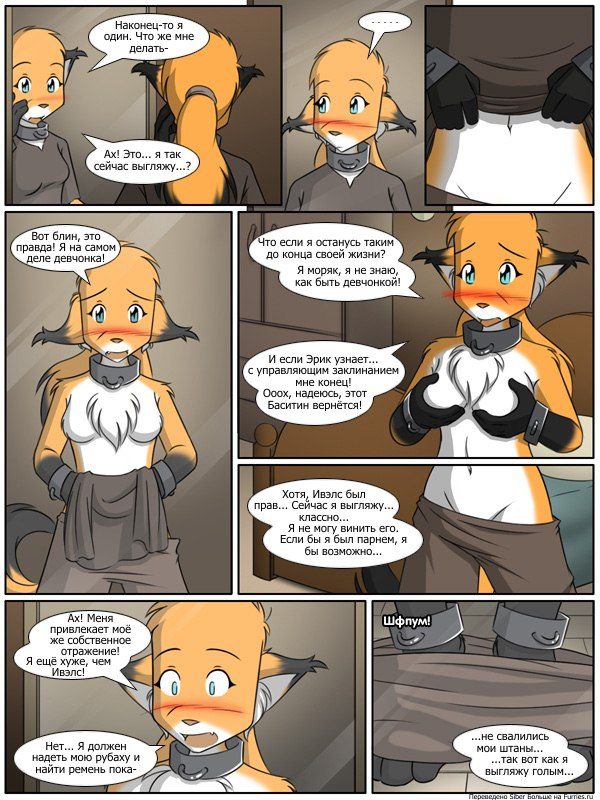 Наконец-то я
один. Что же мне
делать-
Ах! Это... я так
сейчас выгляжу...?
. . . . .
Вот блин, это
правда! Я на самом
деле девчонка!
Что если я останусь таким
до конца своей жизни?
Я моряк, я не знаю,
как быть девчонкой!
И если Эрик узнает...
с управляющим заклинанием
мне конец!
Ооох, надеюсь, этот
Баситин вернётся!
Хотя, Ивэлс был
прав... Сейчас я выгляжу...
классно...
Я не могу винить его.
Если бы я был парнем, я
бы возможно...
Ах! Меня
привлекает моё
же собственное
отражение!
Я ещё хуже, чем
Ивэлс!
Нет... Я должен
надеть мою рубаху и
найти ремень пока-
Шфпум!
...не свалились
мои штаны...
...так вот как я
выгляжу голым...
Переведено Siber Больше на Furries.ru